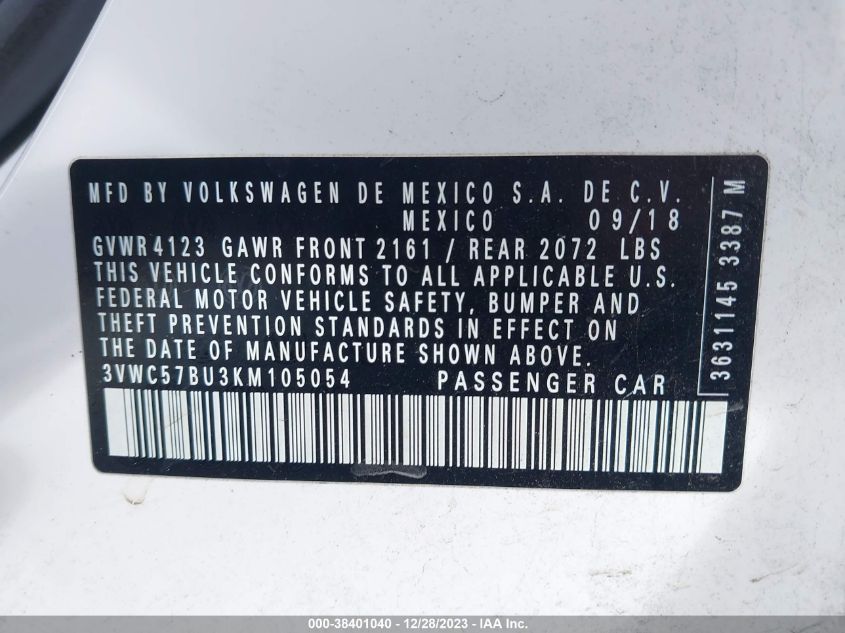 MFD BY VOLKSWAGEN DE MEXICO S.A. DE C.V.
MEXICO 09/18
GVWR 4123 GAWR FRONT 2161 / REAR 2072 LBS
THIS VEHICLE CONFORMS TO ALL APPLICABLE U.S.
FEDERAL MOTOR VEHICLE SAFETY, BUMPER AND
THEFT PREVENTION STANDARDS IN EFFECT ON
THE DATE OF MANUFACTURE SHOWN ABOVE.
3VWC57BU3KM105054 PASSENGER CAR
3631145 3387 M
000-38401040 - 12/28/2023 - IAAI Inc.